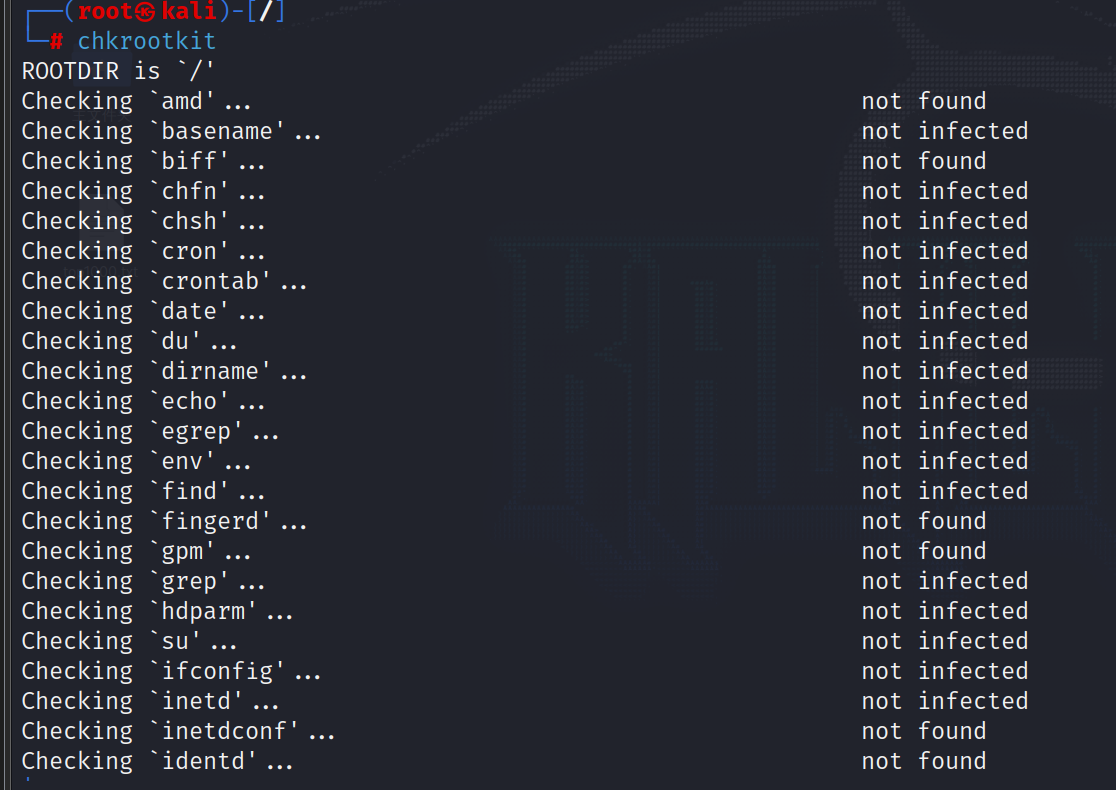 ┌──(root㉿kali)-[/]
└─# chkrootkit
ROOTDIR is `/'
Checking `amd'... not found
Checking `basename'... not infected
Checking `biff'... not found
Checking `chfn'... not infected
Checking `chsh'... not infected
Checking `cron'... not infected
Checking `crontab'... not infected
Checking `date'... not infected
Checking `du'... not infected
Checking `dirname'... not infected
Checking `echo'... not infected
Checking `egrep'... not infected
Checking `env'... not infected
Checking `find'... not infected
Checking `fingerd'... not found
Checking `gpm'... not found
Checking `grep'... not infected
Checking `hdparm'... not infected
Checking `su'... not infected
Checking `ifconfig'... not infected
Checking `inetd'... not infected
Checking `inetdconf'... not found
Checking `identd'... not found